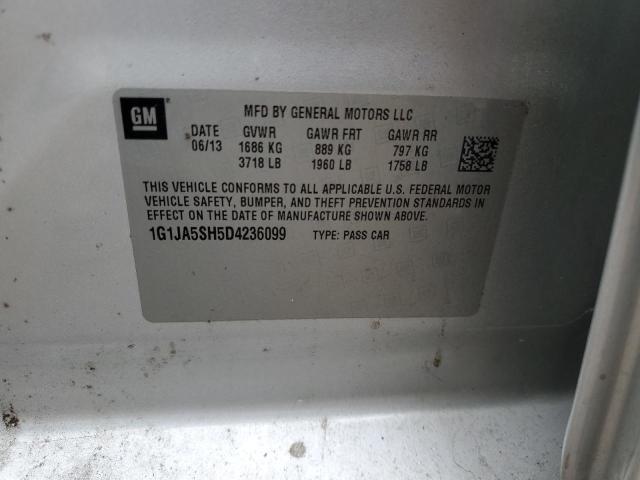 GM
MFD BY GENERAL MOTORS LLC
DATE GVWR GAWR FRT GAWR RR
06/13 1686 KG 889 KG 797 KG
3718 LB 1960 LB 1758 LB
THIS VEHICLE CONFORMS TO ALL APPLICABLE U.S. FEDERAL MOTOR
VEHICLE SAFETY, BUMPER, AND THEFT PREVENTION STANDARDS IN
EFFECT ON THE DATE OF MANUFACTURE SHOWN ABOVE.
1G1JA5SH5D4236099 TYPE: PASS CAR